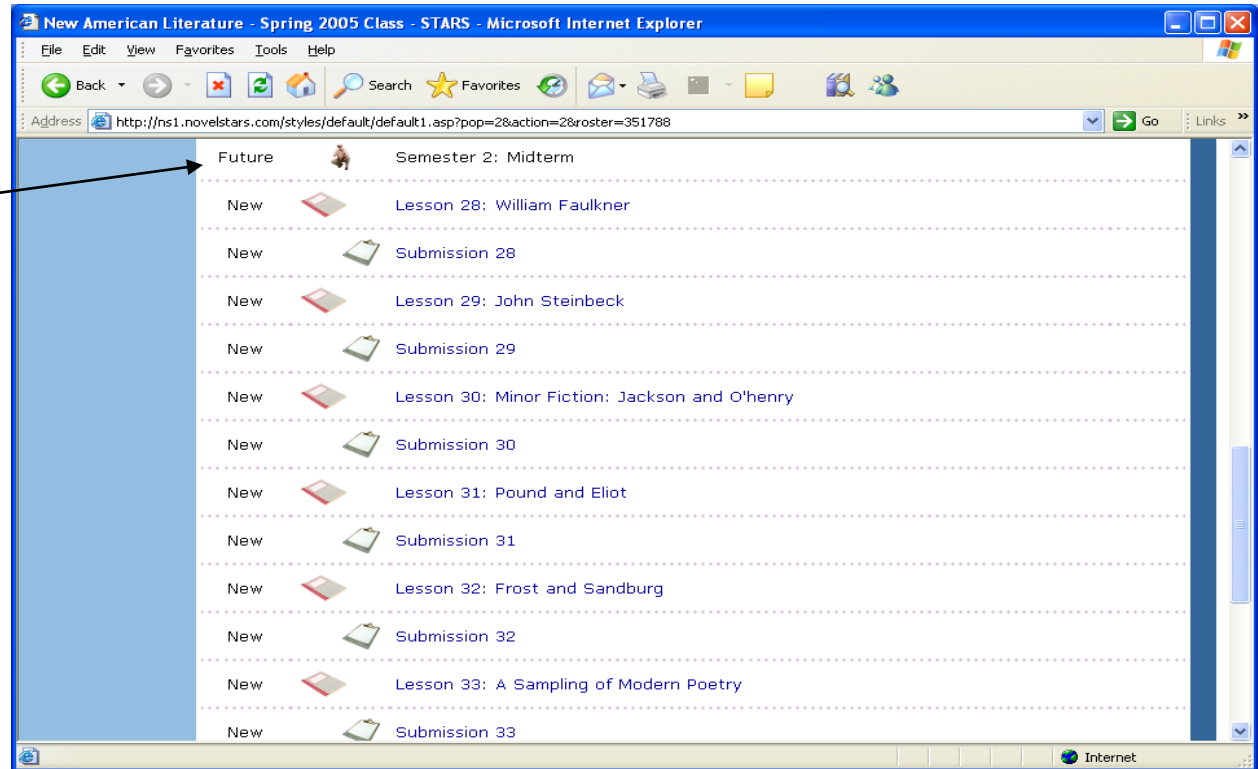 New American Literature - Spring 2005 Class - STARS - Microsoft Internet Explorer
File Edit View Favorites Tools Help
Back Search Favorites
Address http://ns1.novelstars.com/styles/default/default1.asp?pop=2&action=2&roster=351788 Go Links »
Future Semester 2: Midterm
New Lesson 28: William Faulkner
New Submission 28
New Lesson 29: John Steinbeck
New Submission 29
New Lesson 30: Minor Fiction: Jackson and O'henry
New Submission 30
New Lesson 31: Pound and Eliot
New Submission 31
New Lesson 32: Frost and Sandburg
New Submission 32
New Lesson 33: A Sampling of Modern Poetry
New Submission 33
Internet